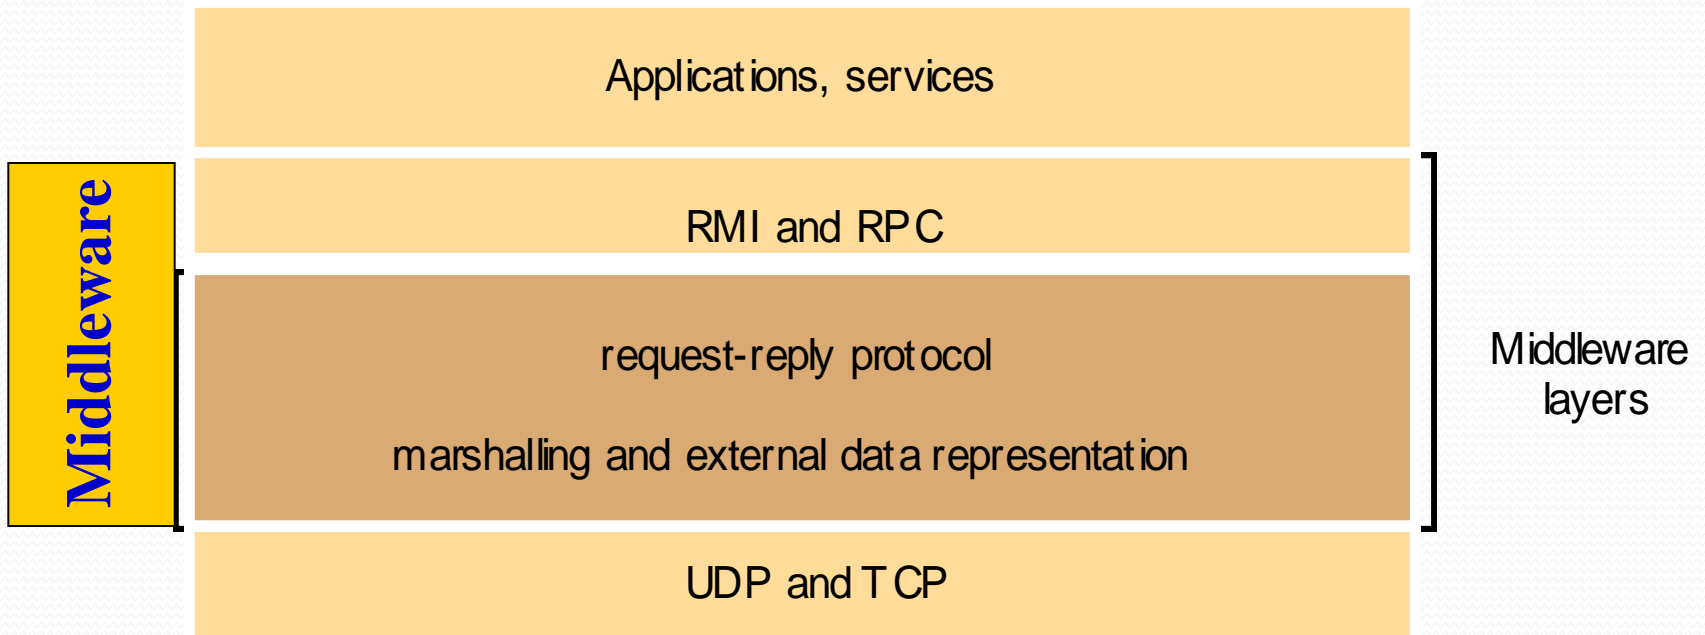 Applications, services
Middleware
RMI and RPC
request-reply protocol
marshalling and external data representation
Middleware
layers
UDP and TCP